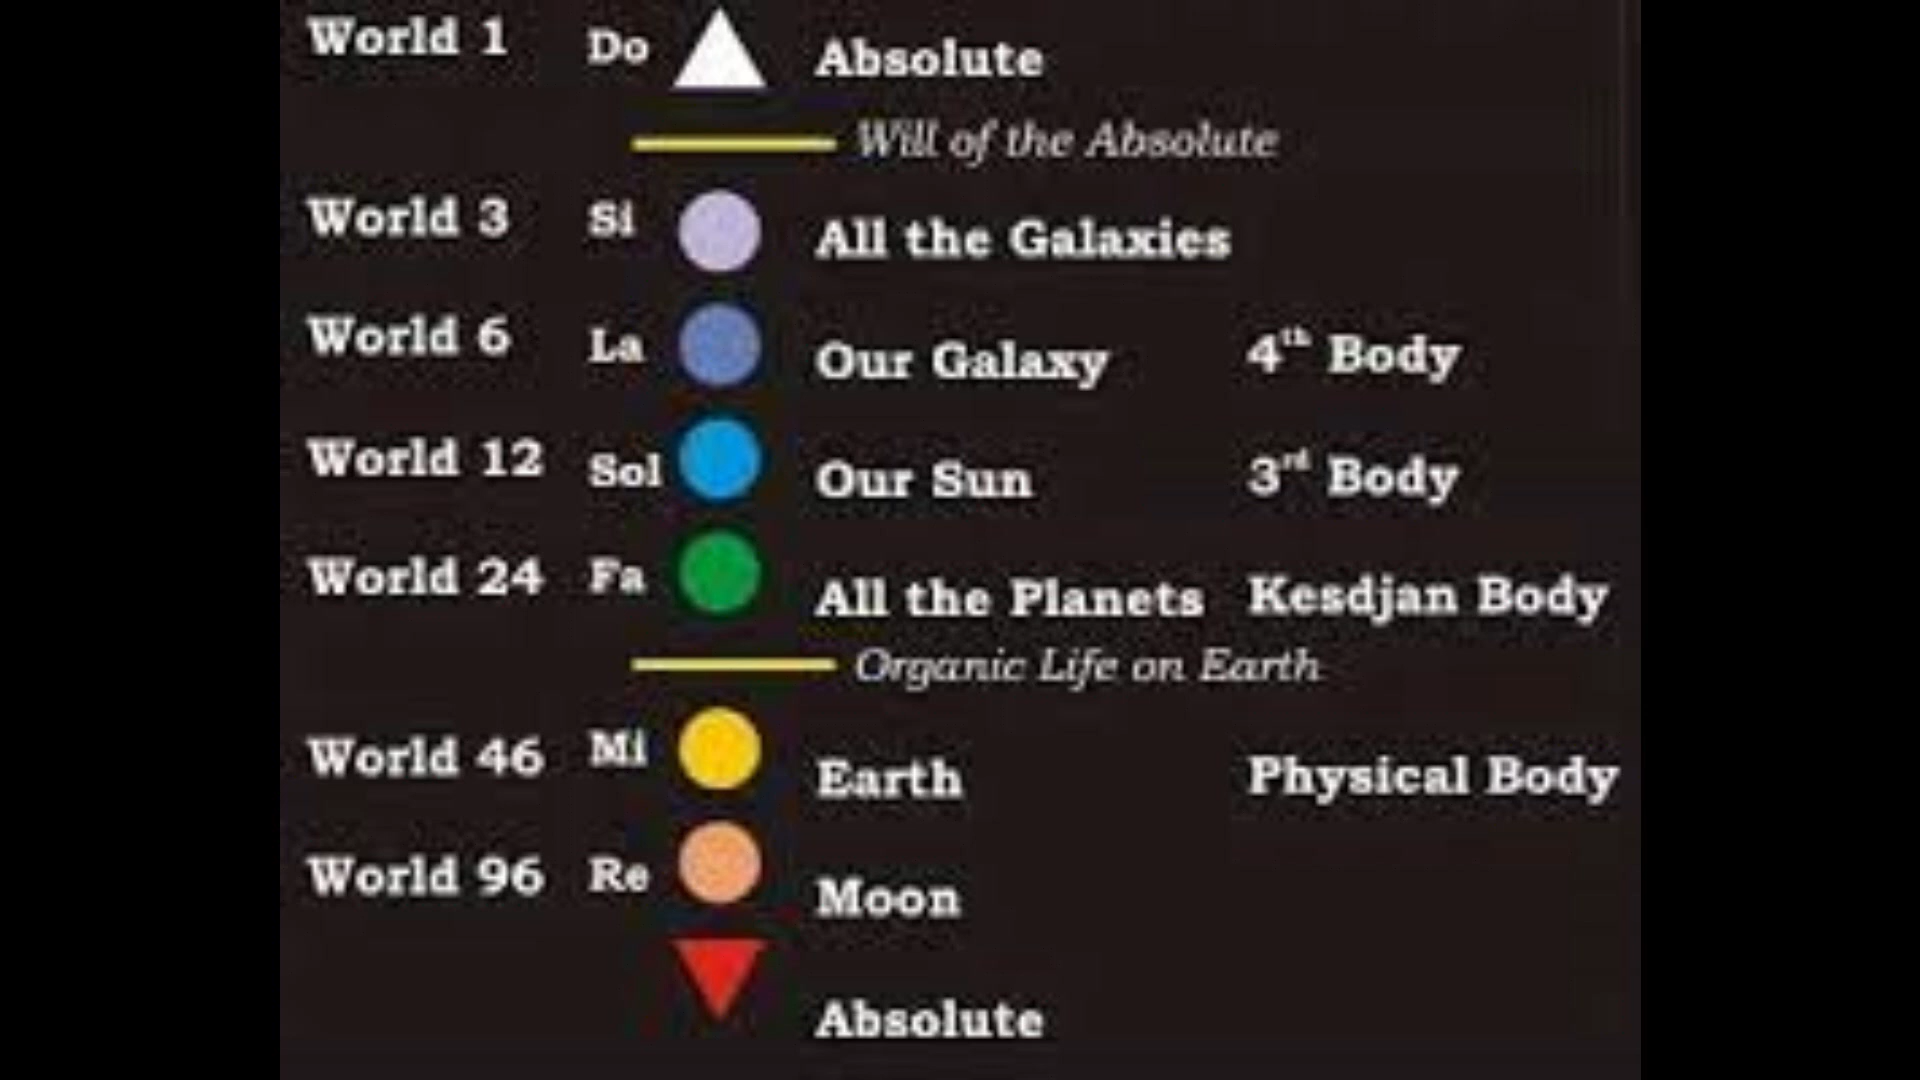 World 1 Do Absolute
Will of the Absolute
World 3 Si All the Galaxies
World 6 La Our Galaxy 4th Body
World 12 Sol Our Sun 3rd Body
World 24 Fa All the Planets Kesdjan Body
Organic Life on Earth
World 46 Mi Earth Physical Body
World 96 Re Moon
Absolute